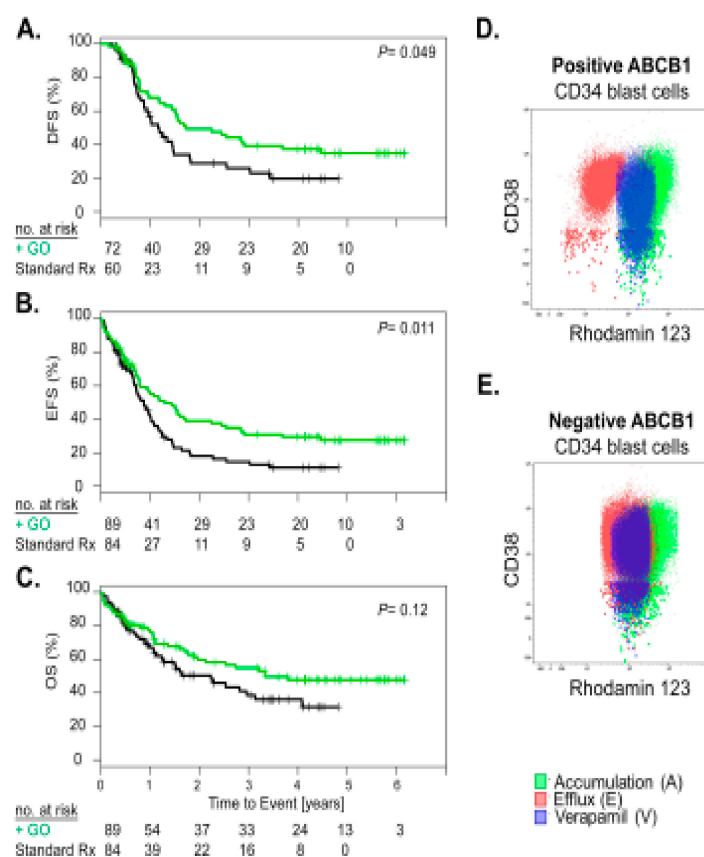 A.
P= 0.049
DFS (%)
100
80
60
40
20
0
no. at risk
+ GO 72 40 29 23 20 10
Standard Rx 60 23 11 9 5 0
B.
P= 0.011
EFS (%)
100
80
60
40
20
0
no. at risk
+ GO 89 41 29 23 20 10 3
Standard Rx 84 27 11 9 5 0
C.
P= 0.12
OS (%)
100
80
60
40
20
0
0 1 2 3 4 5 6
Time to Event [years]
no. at risk
+ GO 89 54 37 33 24 13 3
Standard Rx 84 39 22 16 8 0
D.
Positive ABCB1
CD34 blast cells
CD38
Rhodamin 123
E.
Negative ABCB1
CD34 blast cells
CD38
Rhodamin 123
Accumulation (A)
Efflux (E)
Verapamil (V)